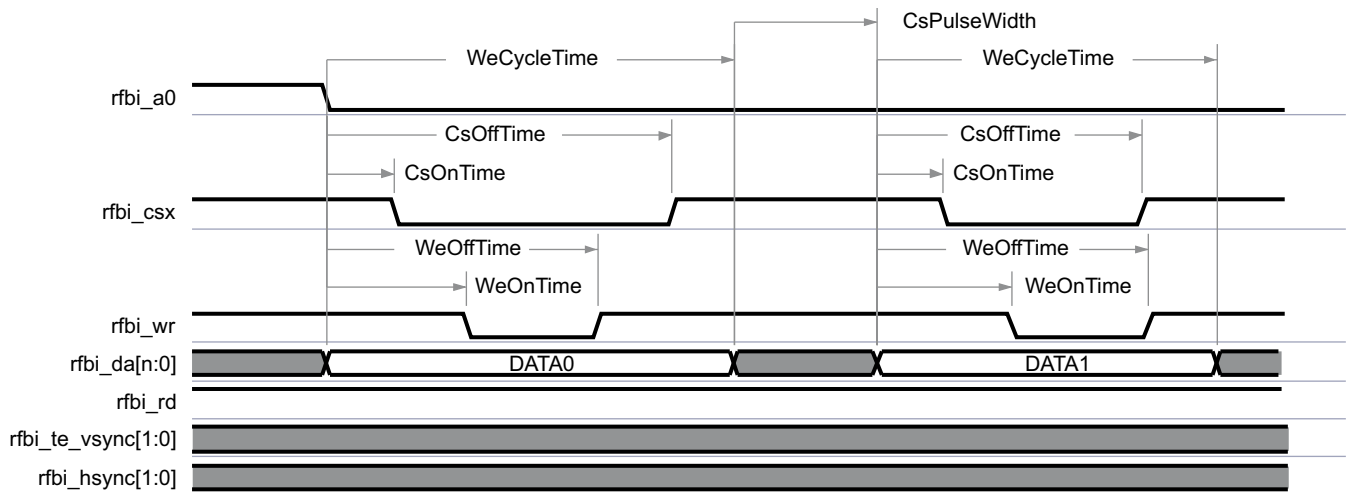 CsPulseWidth
WeCycleTime WeCycleTime
rfbi_a0
CsOffTime CsOffTime
CsOnTime CsOnTime
rfbi_csx
WeOffTime WeOffTime
WeOnTime WeOnTime
rfbi_wr
rfbi_da[n:0] DATA0 DATA1
rfbi_rd
rfbi_te_vsync[1:0]
rfbi_hsync[1:0]